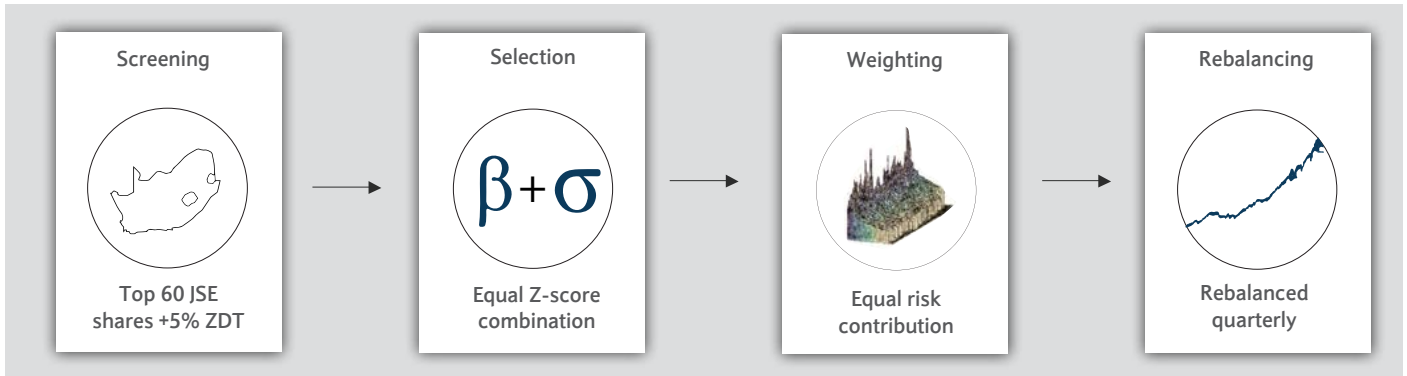 Screening
Top 60 JSE
shares +5% ZDT
Selection
β+σ
Equal Z-score
combination
Weighting
Equal risk
contribution
Rebalancing
Rebalanced
quarterly